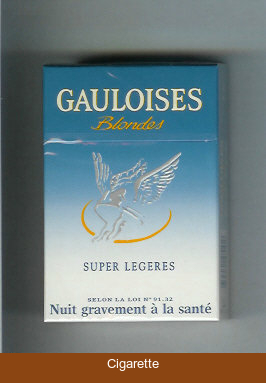 GAULOISES
Blondes
SUPER LEGERES
SELON LA LOI N° 91.32
Nuit gravement à la santé
Cigarette